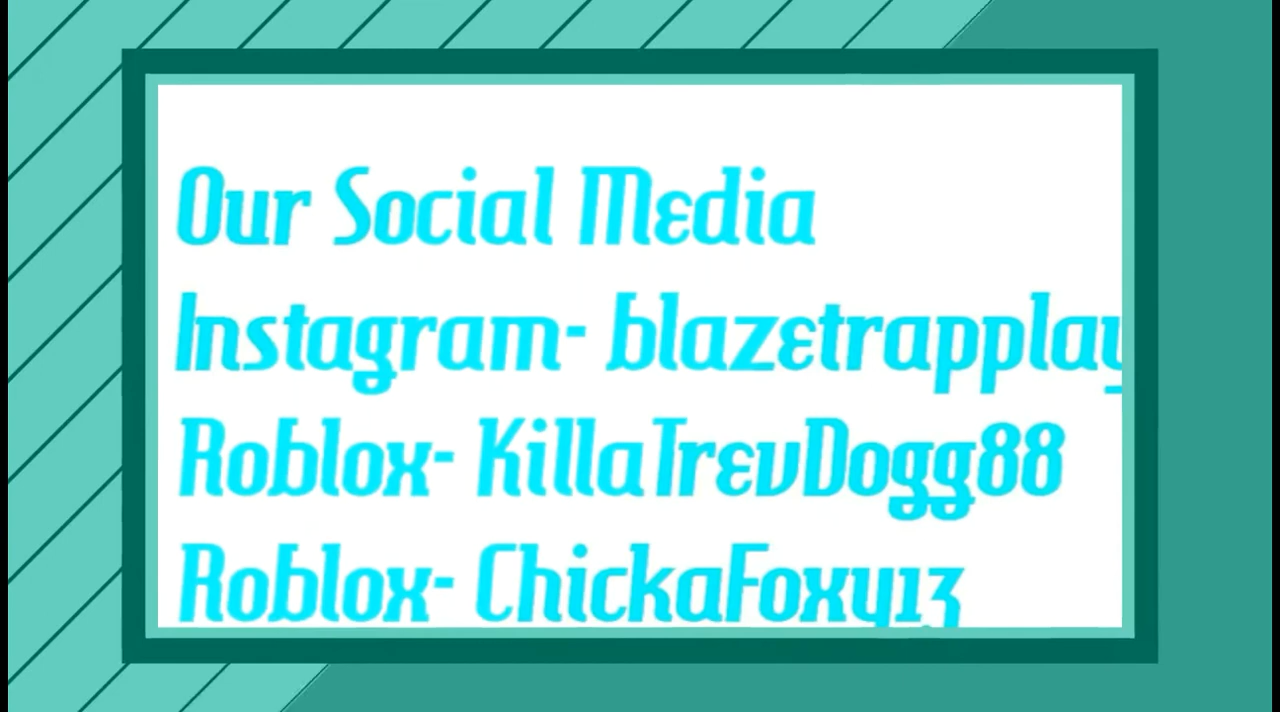 Our Social Media
Instagram- blazetrapplay
Roblox- KillaTrevDogg88
Roblox- ChickaFoxy13